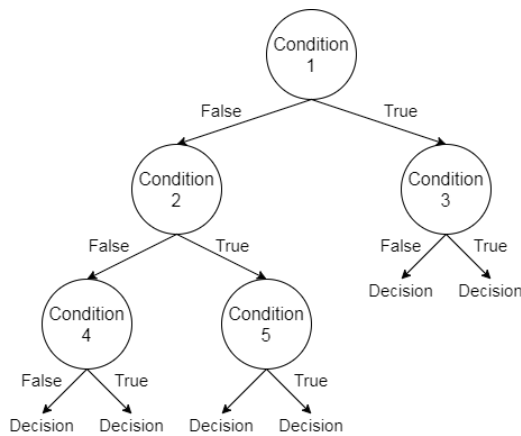 Condition
1
False
True
Condition
2
Condition
3
False
True
False
True
Decision
Decision
Condition
4
Condition
5
False
True
True
Decision
Decision
Decision
Decision